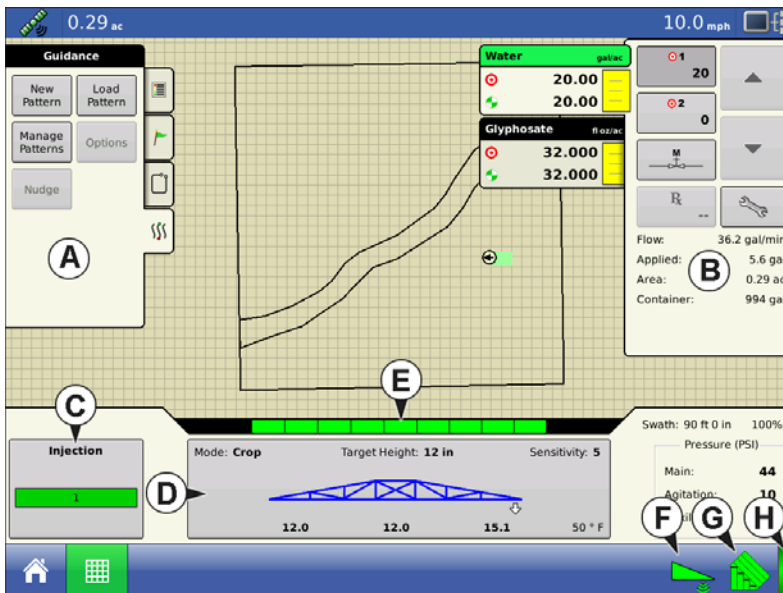 0.29 ac
10.0 mph
Guidance
New Pattern
Load Pattern
Manage Patterns
Options
Nudge
A
Water gal/ac
20.00
20.00
Glyphosate fl oz/ac
32.000
32.000
1
20
2
0
M
Rx
--
Flow: 36.2 gal/min
Applied: 5.6 ga
Area: 0.29 ac
Container: 994 ga
B
C
E
Injection
1
D
Mode: Crop Target Height: 12 in Sensitivity: 5
12.0 12.0 15.1 50 ° F
Swath: 90 ft 0 in 100%
Pressure (PSI)
Main: 44
Agitation: 10
F
G
H